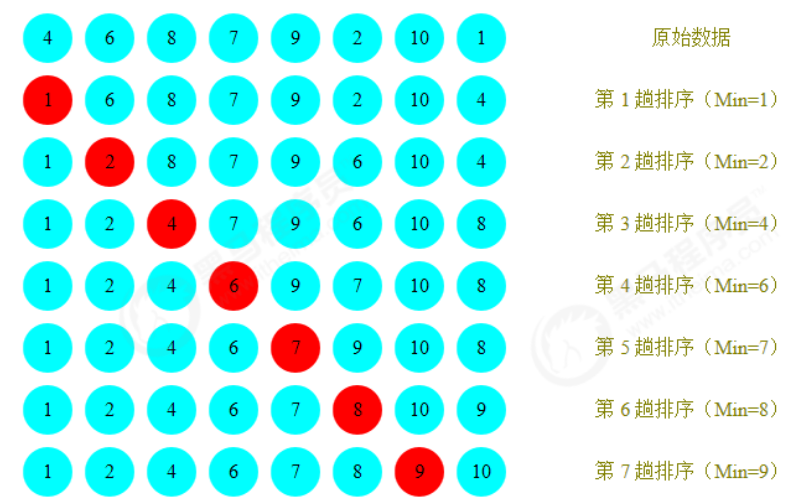 4 6 8 7 9 2 10 1 原始数据
1 6 8 7 9 2 10 4 第 1 趟排序（Min=1）
1 2 8 7 9 6 10 4 第 2 趟排序（Min=2）
1 2 4 7 9 6 10 8 第 3 趟排序（Min=4）
1 2 4 6 9 7 10 8 第 4 趟排序（Min=6）
1 2 4 6 7 9 10 8 第 5 趟排序（Min=7）
1 2 4 6 7 8 10 9 第 6 趟排序（Min=8）
1 2 4 6 7 8 9 10 第 7 趟排序（Min=9）